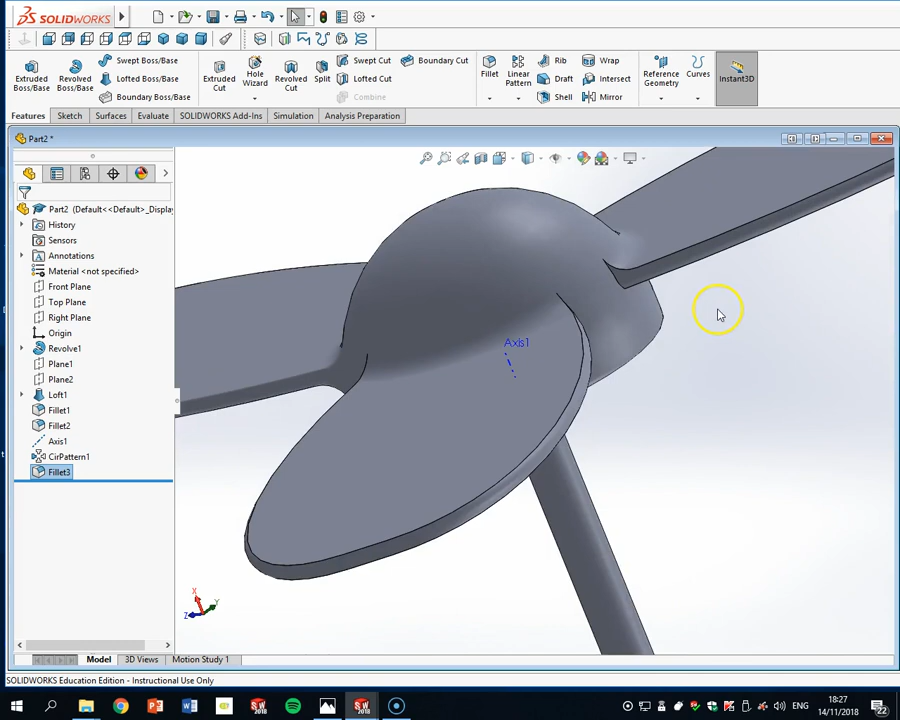 SOLIDWORKS
Extruded Boss/Base
Revolved Boss/Base
Swept Boss/Base
Lofted Boss/Base
Boundary Boss/Base
Extruded Cut
Hole Wizard
Revolved Cut
Split
Swept Cut
Lofted Cut
Combine
Boundary Cut
Fillet
Linear Pattern
Rib
Draft
Shell
Wrap
Intersect
Mirror
Reference Geometry
Curves
Instant3D
Features Sketch Surfaces Evaluate SOLIDWORKS Add-Ins Simulation Analysis Preparation
Part2 *
Part2 (Default<<Default>_Displa
History
Sensors
Annotations
Material <not specified>
Front Plane
Top Plane
Right Plane
Origin
Revolve1
Plane1
Plane2
Loft1
Fillet1
Fillet2
Axis1
CirPattern1
Fillet3
Axis1
X
Y
Z
Model 3D Views Motion Study 1
SOLIDWORKS Education Edition - Instructional Use Only
ENG
18:27
14/11/2018
22